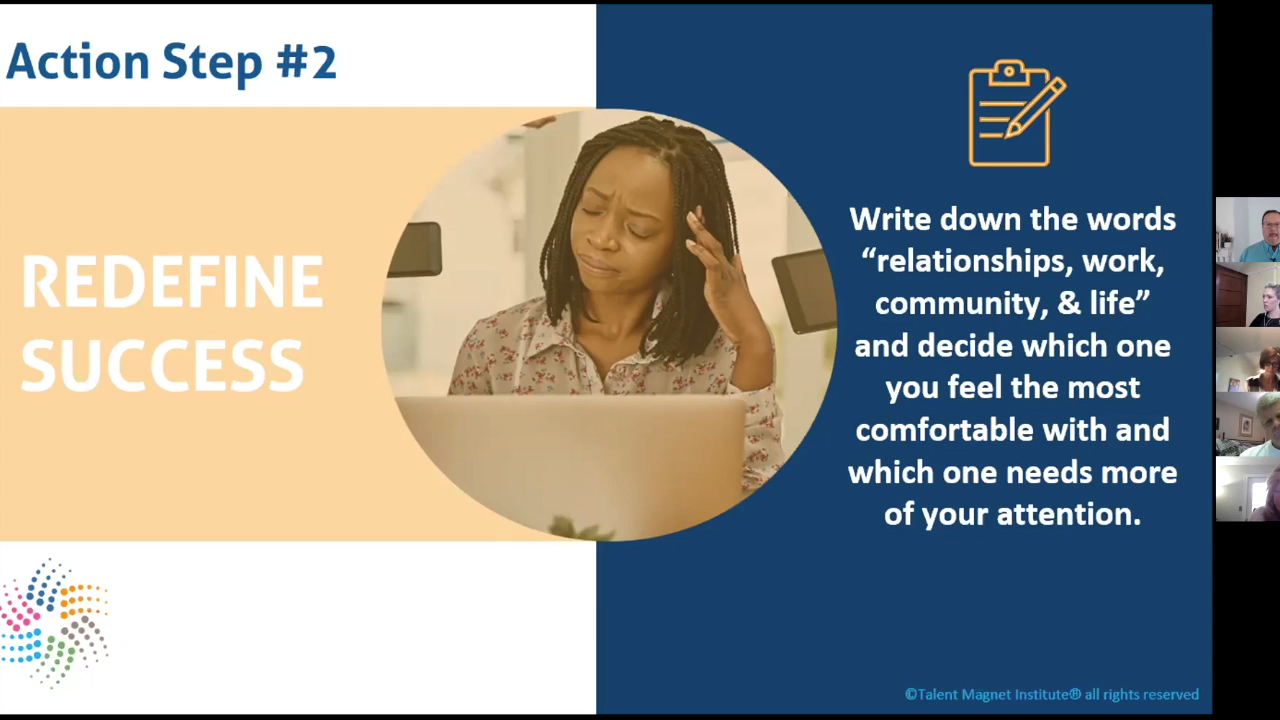 Action Step #2
REDEFINE
SUCCESS
Write down the words
“relationships, work,
community, & life”
and decide which one
you feel the most
comfortable with and
which one needs more
of your attention.
©Talent Magnet Institute® all rights reserved